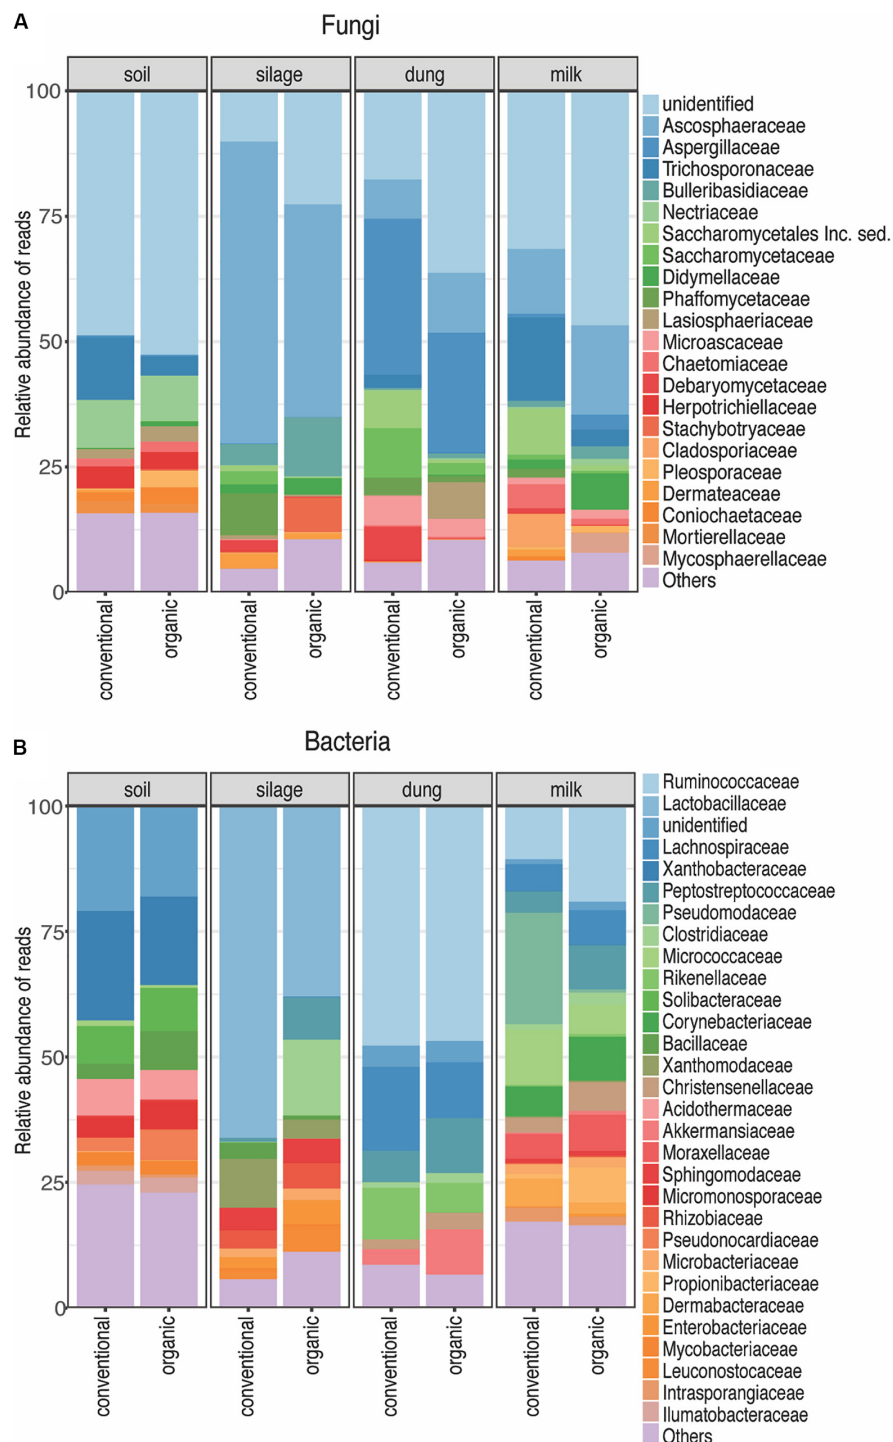 A
Fungi
soil
silage
dung
milk
100
75
50
25
0
Relative abundance of reads
conventional
organic
conventional
organic
conventional
organic
conventional
organic
unidentified
Ascosphaeraceae
Aspergillaceae
Trichosporonaceae
Bulleribasidiaceae
Nectriaceae
Saccharomycetales Inc. sed.
Saccharomycetaceae
Didymellaceae
Phaffomycetaceae
Lasiosphaeriaceae
Microascaceae
Chaetomiaceae
Debaryomycetaceae
Herpotrichiellaceae
Stachybotryaceae
Cladosporiaceae
Pleosporaceae
Dermateaceae
Coniochaetaceae
Mortierellaceae
Mycosphaerellaceae
Others
B
Bacteria
soil
silage
dung
milk
100
75
50
25
0
Relative abundance of reads
conventional
organic
conventional
organic
conventional
organic
conventional
organic
Ruminococcaceae
Lactobacillaceae
unidentified
Lachnospiraceae
Xanthobacteraceae
Peptostreptococcaceae
Pseudomodaceae
Clostridiaceae
Micrococcaceae
Rikenellaceae
Solibacteraceae
Corynebacteriaceae
Bacillaceae
Xanthomodaceae
Christensenellaceae
Acidothermaceae
Akkermansiaceae
Moraxellaceae
Sphingomodaceae
Micromonosporaceae
Rhizobiaceae
Pseudonocardiaceae
Microbacteriaceae
Propionibacteriaceae
Dermabacteraceae
Enterobacteriaceae
Mycobacteriaceae
Leuconostocaceae
Intrasporangiaceae
Ilumatobacteraceae
Others